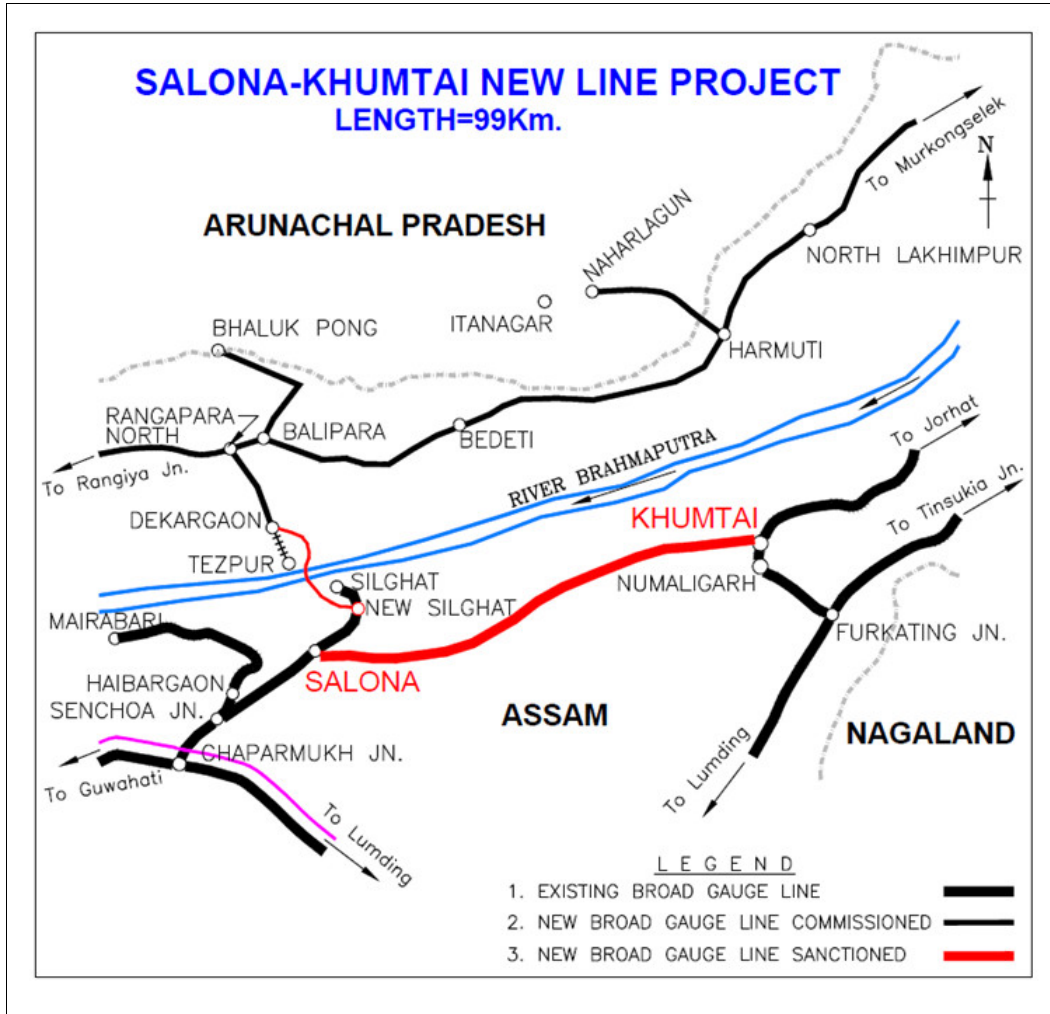 SALONA-KHUMTAI NEW LINE PROJECT
LENGTH=99Km.
To Murkongselek
N
ARUNACHAL PRADESH
NAHARLAGUN
NORTH LAKHIMPUR
ITANAGAR
BHALUK PONG
HARMUTI
RANGAPARA
NORTH
BALIPARA
BEDETI
To Rangiya Jn.
RIVER BRAHMAPUTRA
To Jorhat
To Tinsukia Jn.
DEKARGAON
KHUMTAI
TEZPUR
SILGHAT
NUMALIGARH
NEW SILGHAT
MAIRABARI
FURKATING JN.
HAIBARGAON
SALONA
SENCHOA JN.
ASSAM
NAGALAND
CHAPARMUKH JN.
To Guwahati
To Lumding
To Lumding
LEGEND
1. EXISTING BROAD GAUGE LINE
2. NEW BROAD GAUGE LINE COMMISSIONED
3. NEW BROAD GAUGE LINE SANCTIONED